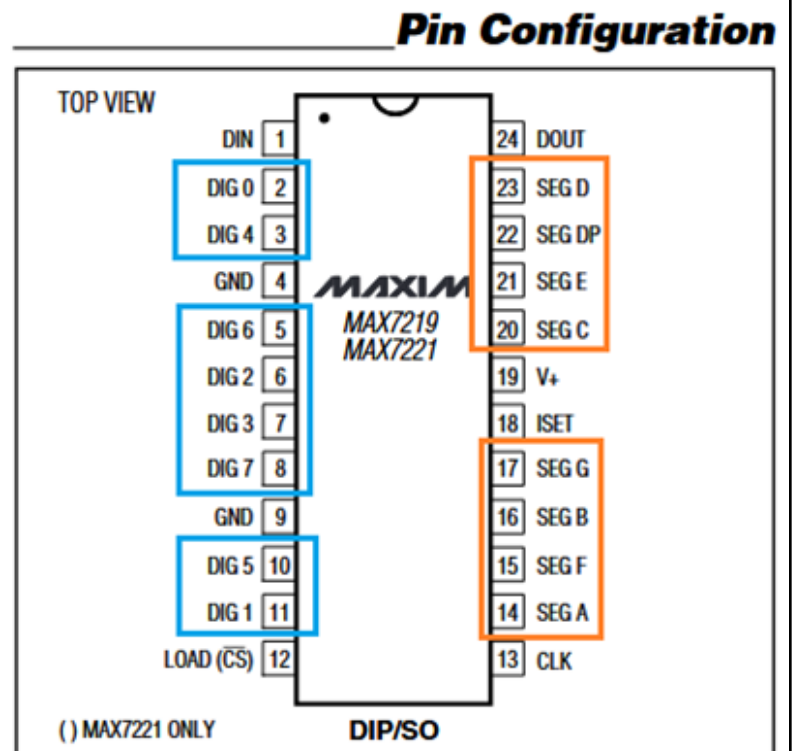 Pin Configuration
TOP VIEW
DIN 1
DIG 0 2
DIG 4 3
GND 4
DIG 6 5
DIG 2 6
DIG 3 7
DIG 7 8
GND 9
DIG 5 10
DIG 1 11
LOAD (C̅S̅) 12
MAXIM
MAX7219
MAX7221
24 DOUT
23 SEG D
22 SEG DP
21 SEG E
20 SEG C
19 V+
18 ISET
17 SEG G
16 SEG B
15 SEG F
14 SEG A
13 CLK
( ) MAX7221 ONLY
DIP/SO